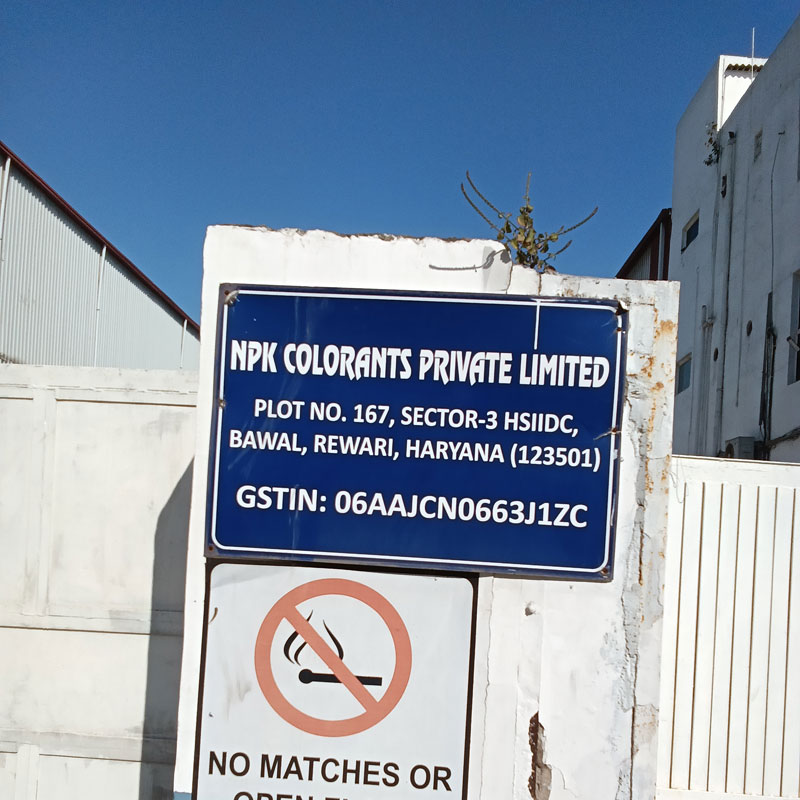 NPK COLORANTS PRIVATE LIMITED
PLOT NO. 167, SECTOR-3 HSIIDC,
BAWAL, REWARI, HARYANA (123501)
GSTIN: 06AAJCN0663J1ZC
NO MATCHES OR
OPEN